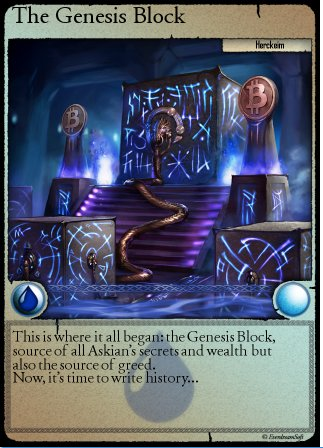 The Genesis Block
Herckeim
This is where it all began: the Genesis Block,
source of all Askian's secrets and wealth but
also the source of greed.
Now, it's time to write history...
© EverdreamSoft